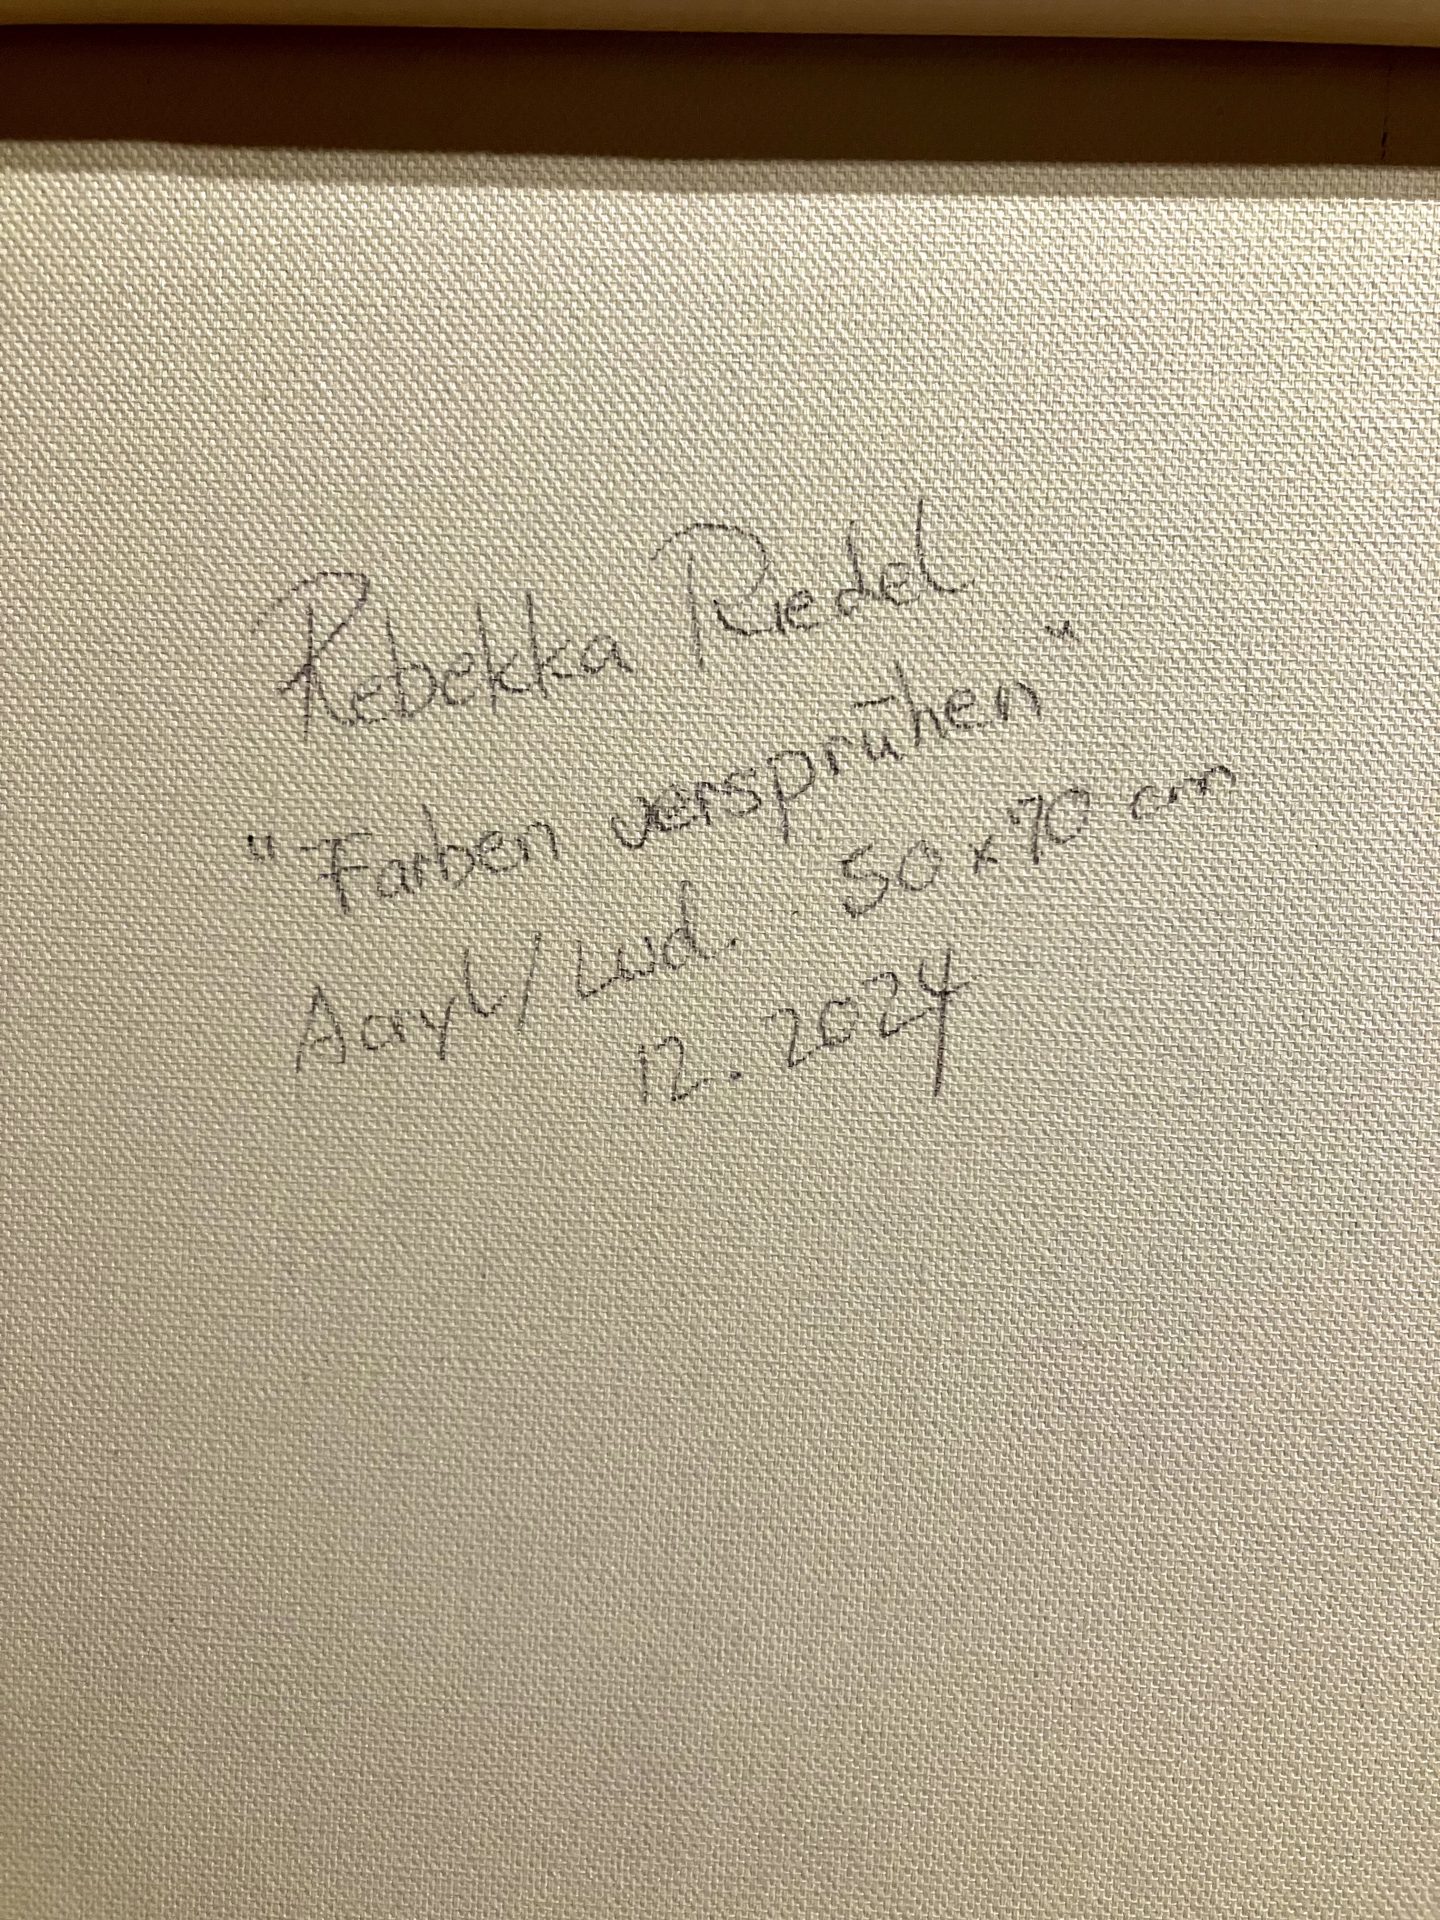 Rebekka Riedel
"Farben versprühen"
Acryl/Lwd. 50 x 70 cm
12. 2024